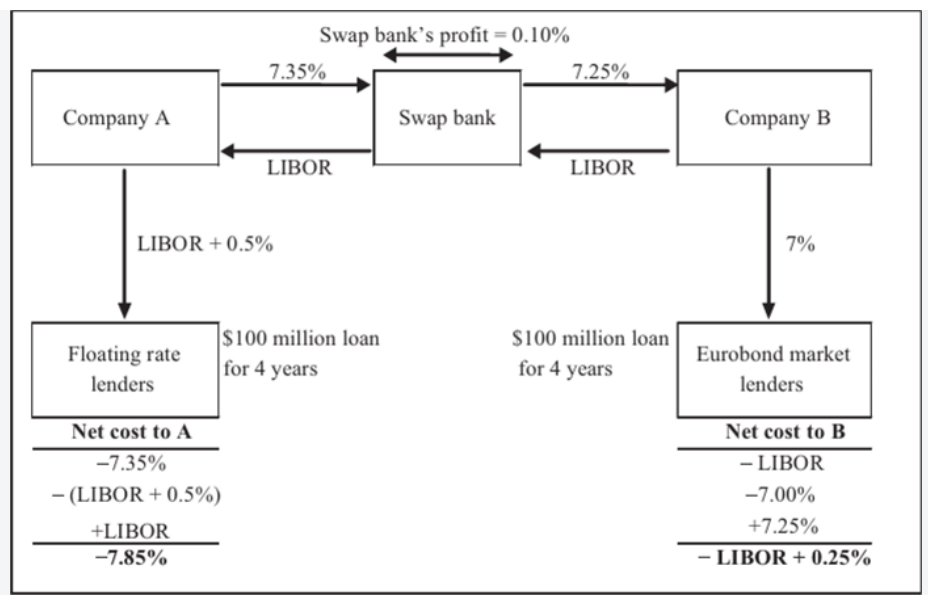 Swap bank's profit = 0.10%
7.35%
7.25%
Company A
Swap bank
Company B
LIBOR
LIBOR
LIBOR + 0.5%
7%
Floating rate
lenders
$100 million loan
for 4 years
$100 million loan
for 4 years
Eurobond market
lenders
Net cost to A
–7.35%
– (LIBOR + 0.5%)
+LIBOR
–7.85%
Net cost to B
– LIBOR
–7.00%
+7.25%
– LIBOR + 0.25%